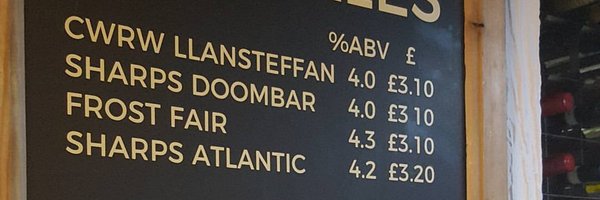 %ABV £
CWRW LLANSTEFFAN 4.0 £3.10
SHARPS DOOMBAR 4.0 £3 10
FROST FAIR 4.3 £3.10
SHARPS ATLANTIC 4.2 £3.20